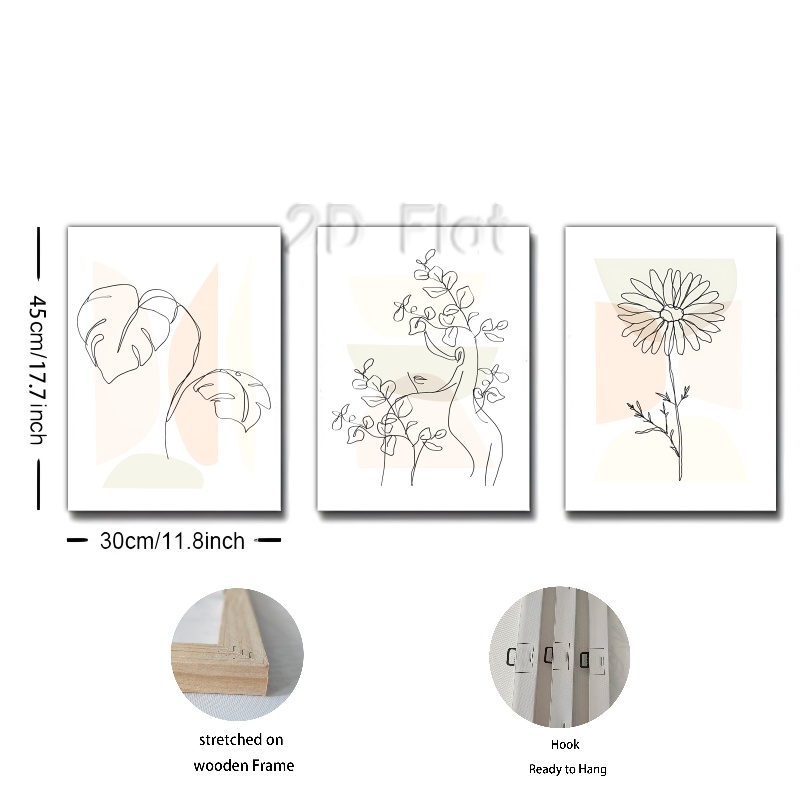 2D Flat
45cm/17.7inch
30cm/11.8inch
stretched on
wooden Frame
Hook
Ready to Hang